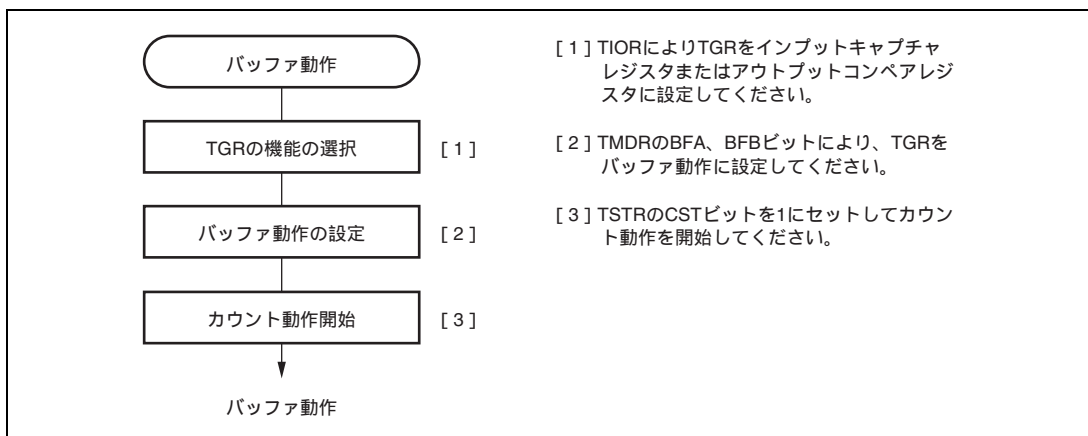 バッファ動作
TGRの機能の選択
[ 1 ]
バッファ動作の設定
[ 2 ]
カウント動作開始
[ 3 ]
バッファ動作
[ 1 ] TIORによりTGRをインプットキャプチャ
レジスタまたはアウトプットコンペアレジ
スタに設定してください。
[ 2 ] TMDRのBFA、BFBビットにより、TGRを
バッファ動作に設定してください。
[ 3 ] TSTRのCSTビットを1にセットしてカウン
ト動作を開始してください。